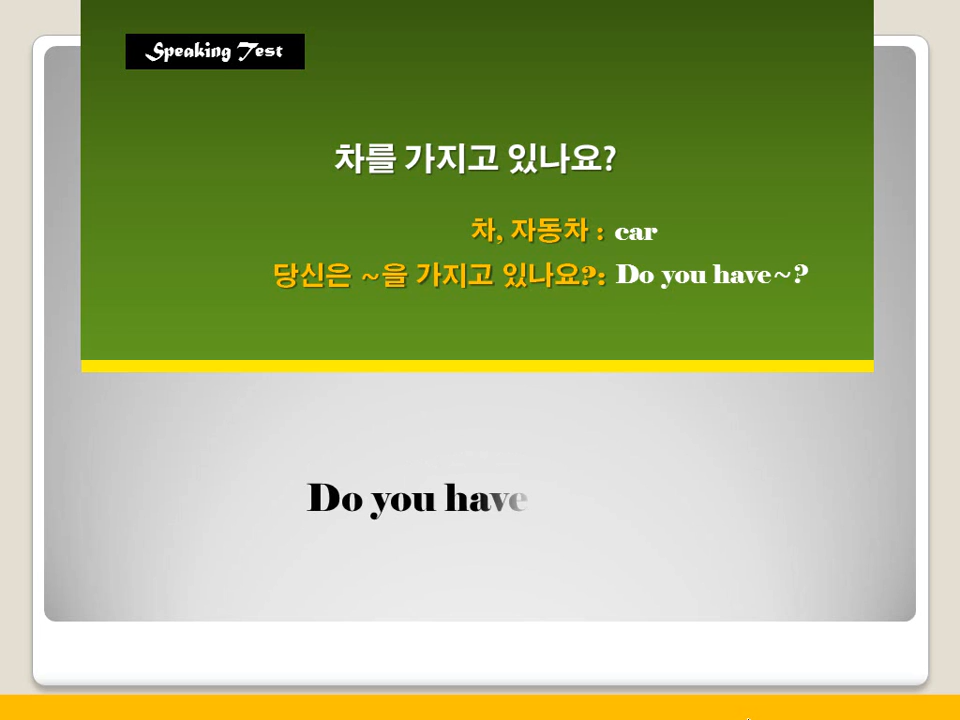 Speaking Test
차를 가지고 있나요?
차, 자동차 : car
당신은 ~을 가지고 있나요?: Do you have~?
Do you have